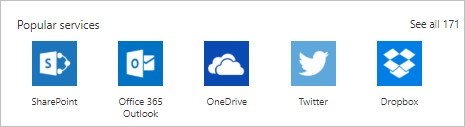 Popular services
See all 171
SharePoint
Office 365
Outlook
OneDrive
Twitter
Dropbox